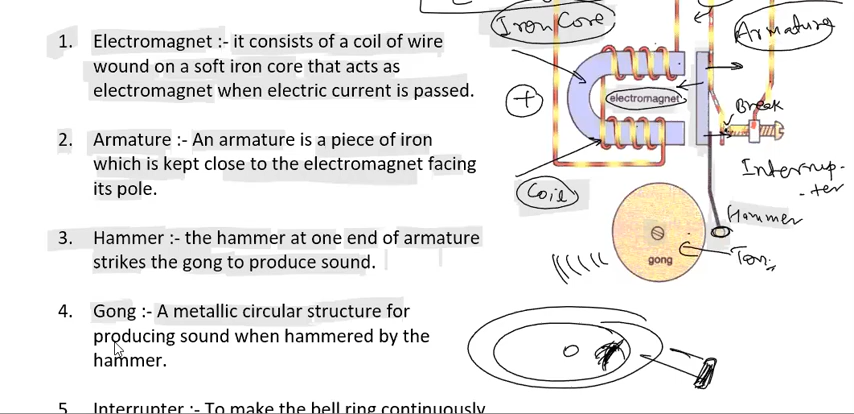 1. Electromagnet :- it consists of a coil of wire
wound on a soft iron core that acts as
electromagnet when electric current is passed.
2. Armature :- An armature is a piece of iron
which is kept close to the electromagnet facing
its pole.
3. Hammer :- the hammer at one end of armature
strikes the gong to produce sound.
4. Gong :- A metallic circular structure for
producing sound when hammered by the
hammer.
5. Interrupter :- To make the bell ring continuously
Iron Core
Armature
+
electromagnet
Break
Interrup-
-ter
Coil
Hammer
gong